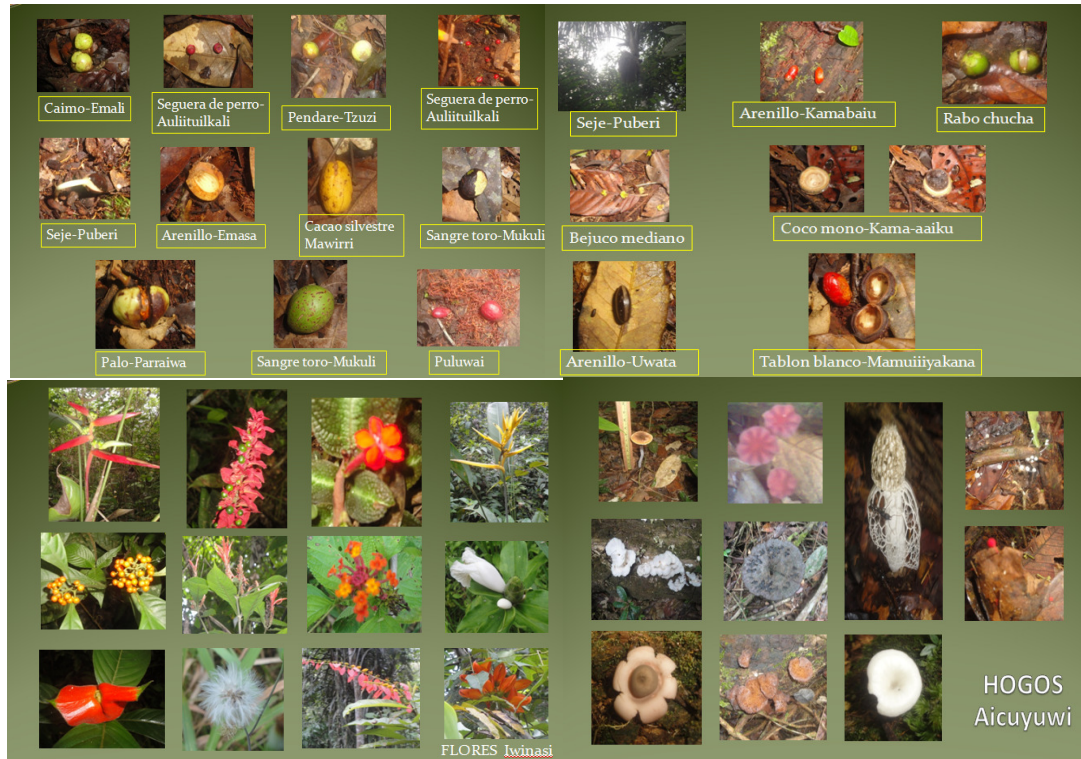 Caimo-Emali
Seguera de perro-
Auliituilkali
Pendare-Tzuzi
Seguera de perro-
Auliituilkali
Seje-Puberi
Arenillo-Emasa
Cacao silvestre
Mawirri
Sangre toro-Mukuli
Palo-Parraiwa
Sangre toro-Mukuli
Puluwai
Seje-Puberi
Arenillo-Kamabaiu
Rabo chucha
Bejuco mediano
Coco mono-Kama-aaiku
Arenillo-Uwata
Tablon blanco-Mamuiiiyakana
FLORES Iwinasi
HOGOS
Aicuyuwi